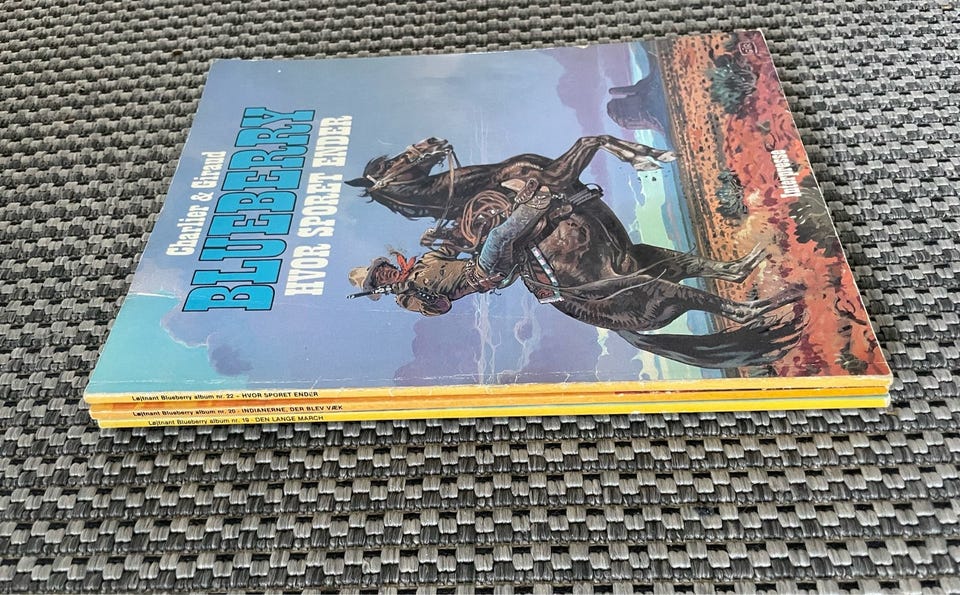 Charlier & Giraud
BLUEBERRY
HVOR SPORET ENDER
interpresse
Løjtnant Blueberry album nr. 22 - HVOR SPORET ENDER
Løjtnant Blueberry album nr. 20 - INDIANERNE, DER BLEV VÆK
Løjtnant Blueberry album nr. 19 - DEN LANGE MARCH